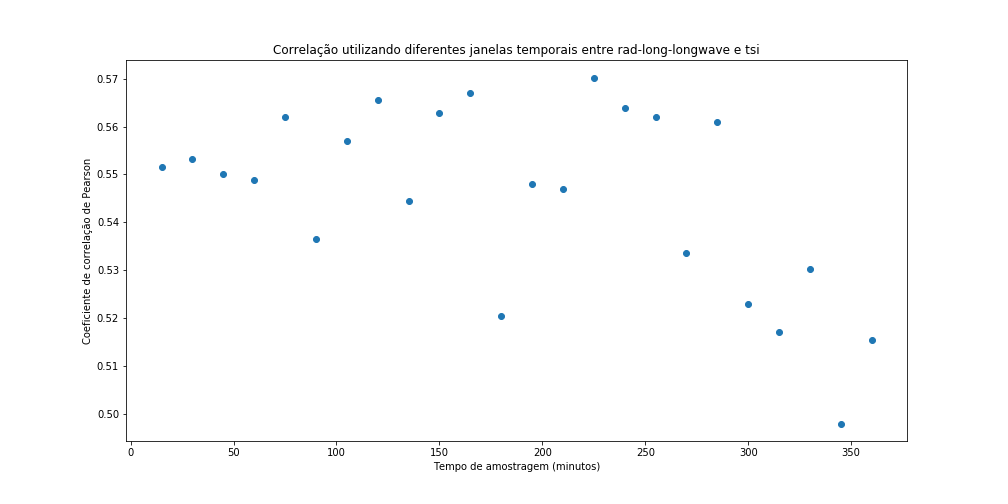 Correlação utilizando diferentes janelas temporais entre rad-long-longwave e tsi
Coeficiente de correlação de Pearson
0.57
0.56
0.55
0.54
0.53
0.52
0.51
0.50
0 50 100 150 200 250 300 350
Tempo de amostragem (minutos)